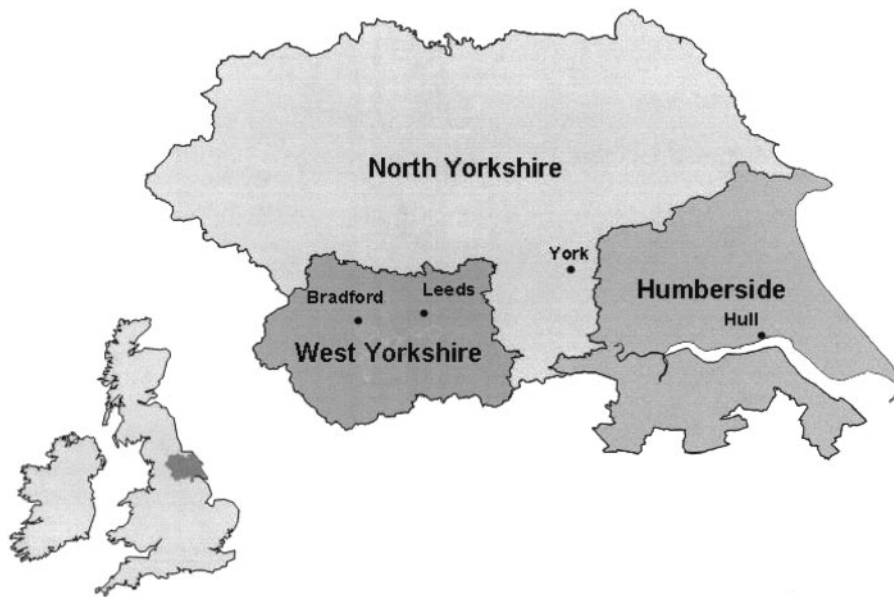 North Yorkshire
York
Bradford
Leeds
Humberside
Hull
West Yorkshire